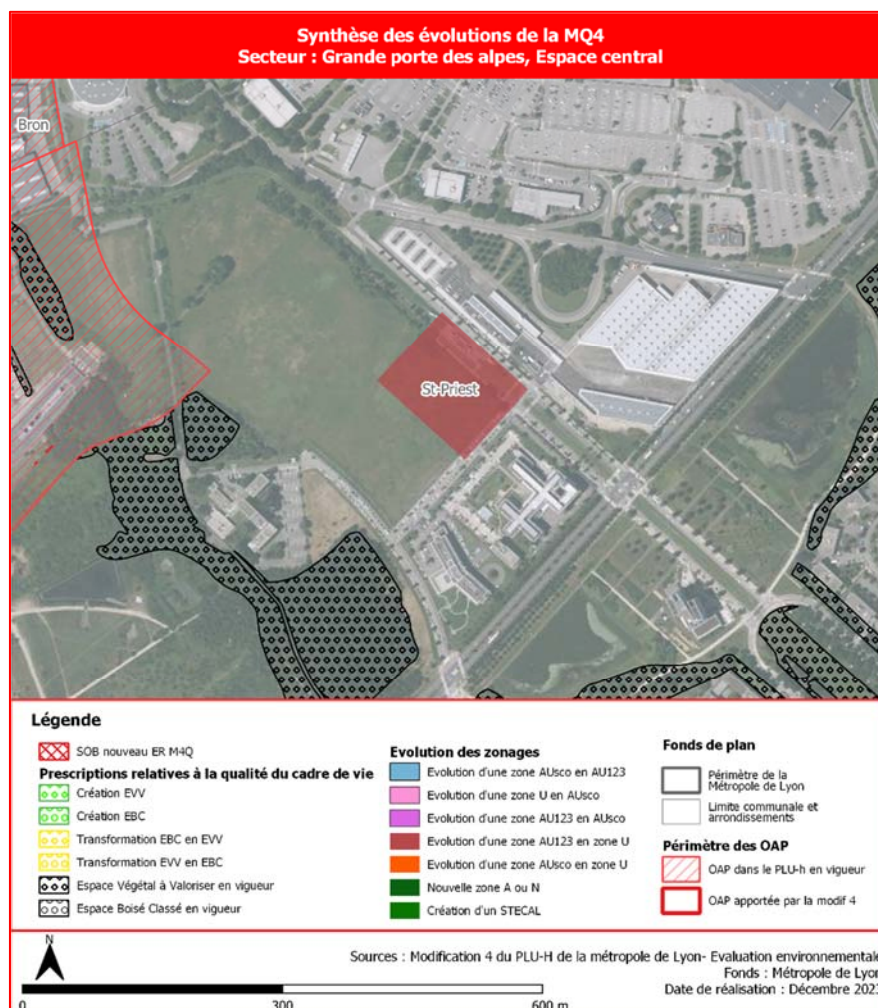 Synthèse des évolutions de la MQ4
Secteur : Grande porte des alpes, Espace central
Bron
St-Priest
Légende
SOB nouveau ER M4Q
Prescriptions relatives à la qualité du cadre de vie
Création EVV
Création EBC
Transformation EBC en EVV
Transformation EVV en EBC
Espace Végétal à Valoriser en vigueur
Espace Boisé Classé en vigueur
Evolution des zonages
Evolution d'une zone AUsco en AU123
Evolution d'une zone U en AUsco
Evolution d'une zone AU123 en AUsco
Evolution d'une zone AU123 en zone U
Evolution d'une zone AUsco en zone U
Nouvelle zone A ou N
Création d'un STECAL
Fonds de plan
Périmètre de la
Métropole de Lyon
Limite communale et
arrondissements
Périmètre des OAP
OAP dans le PLU-h en vigueur
OAP apportée par la modif 4
N
0 300 600 m
Sources : Modification 4 du PLU-H de la métropole de Lyon- Evaluation environnementale
Fonds : Métropole de Lyon
Date de réalisation : Décembre 2023